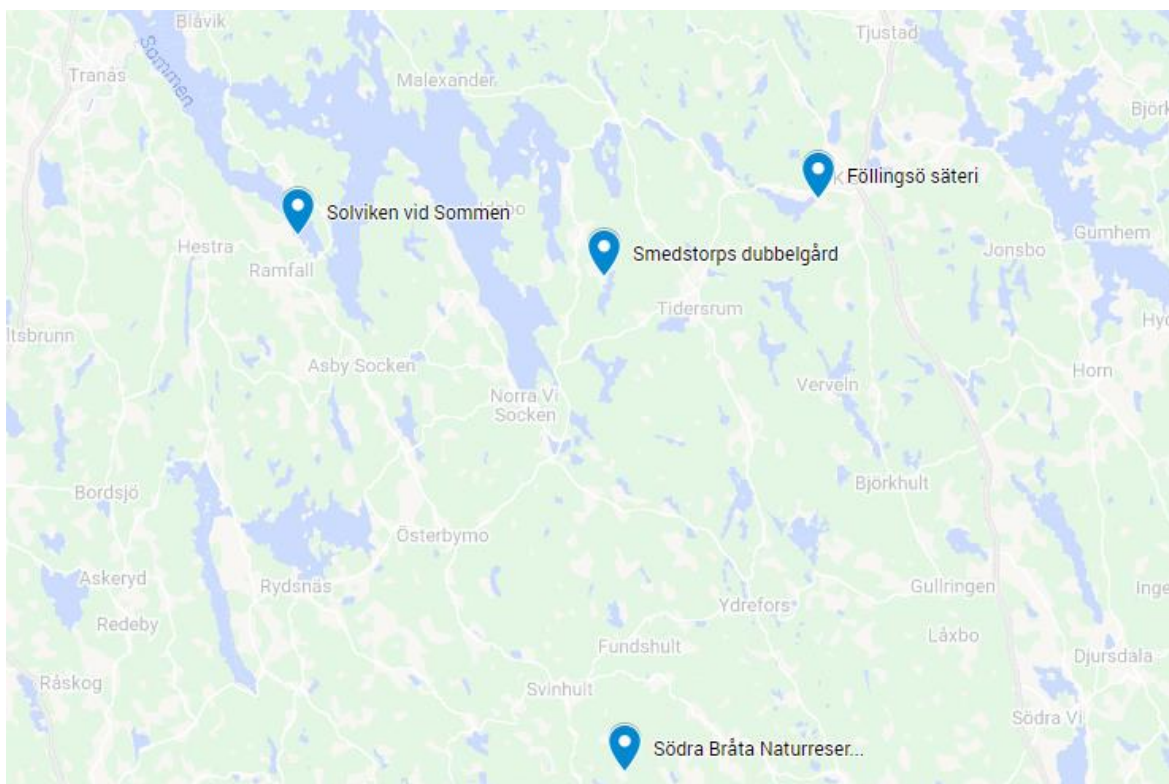 Blåvik
Tjustad
Sommen
Tranås
Malexander
Björk
Föllingsö säteri
Solviken vid Sommen
Gumhem
Hestra
Smedstorps dubbelgård
Jonsbo
Ramfall
Tidersrum
ltsbrunn
Hyc
Asby Socken
Horn
Verveln
Norra Vi
Socken
Björkhult
Bordsjö
Österbymo
Askeryd
Rydsnäs
Gullringen
Inge
Ydrefors
Redeby
Låxbo
Fundshult
Djursdala
Råskog
Svinhult
Södra Vi
Södra Bråta Naturreser...